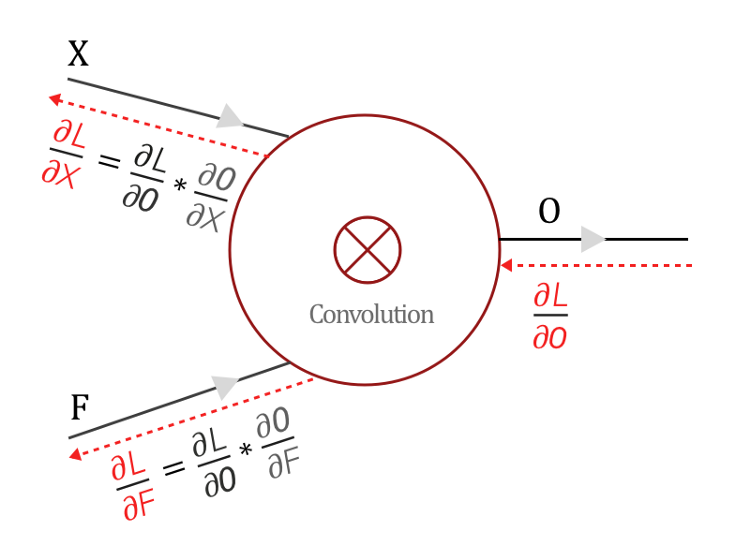 X
∂L/∂X = ∂L/∂O * ∂O/∂X
O
∂L/∂O
Convolution
F
∂L/∂F = ∂L/∂O * ∂O/∂F